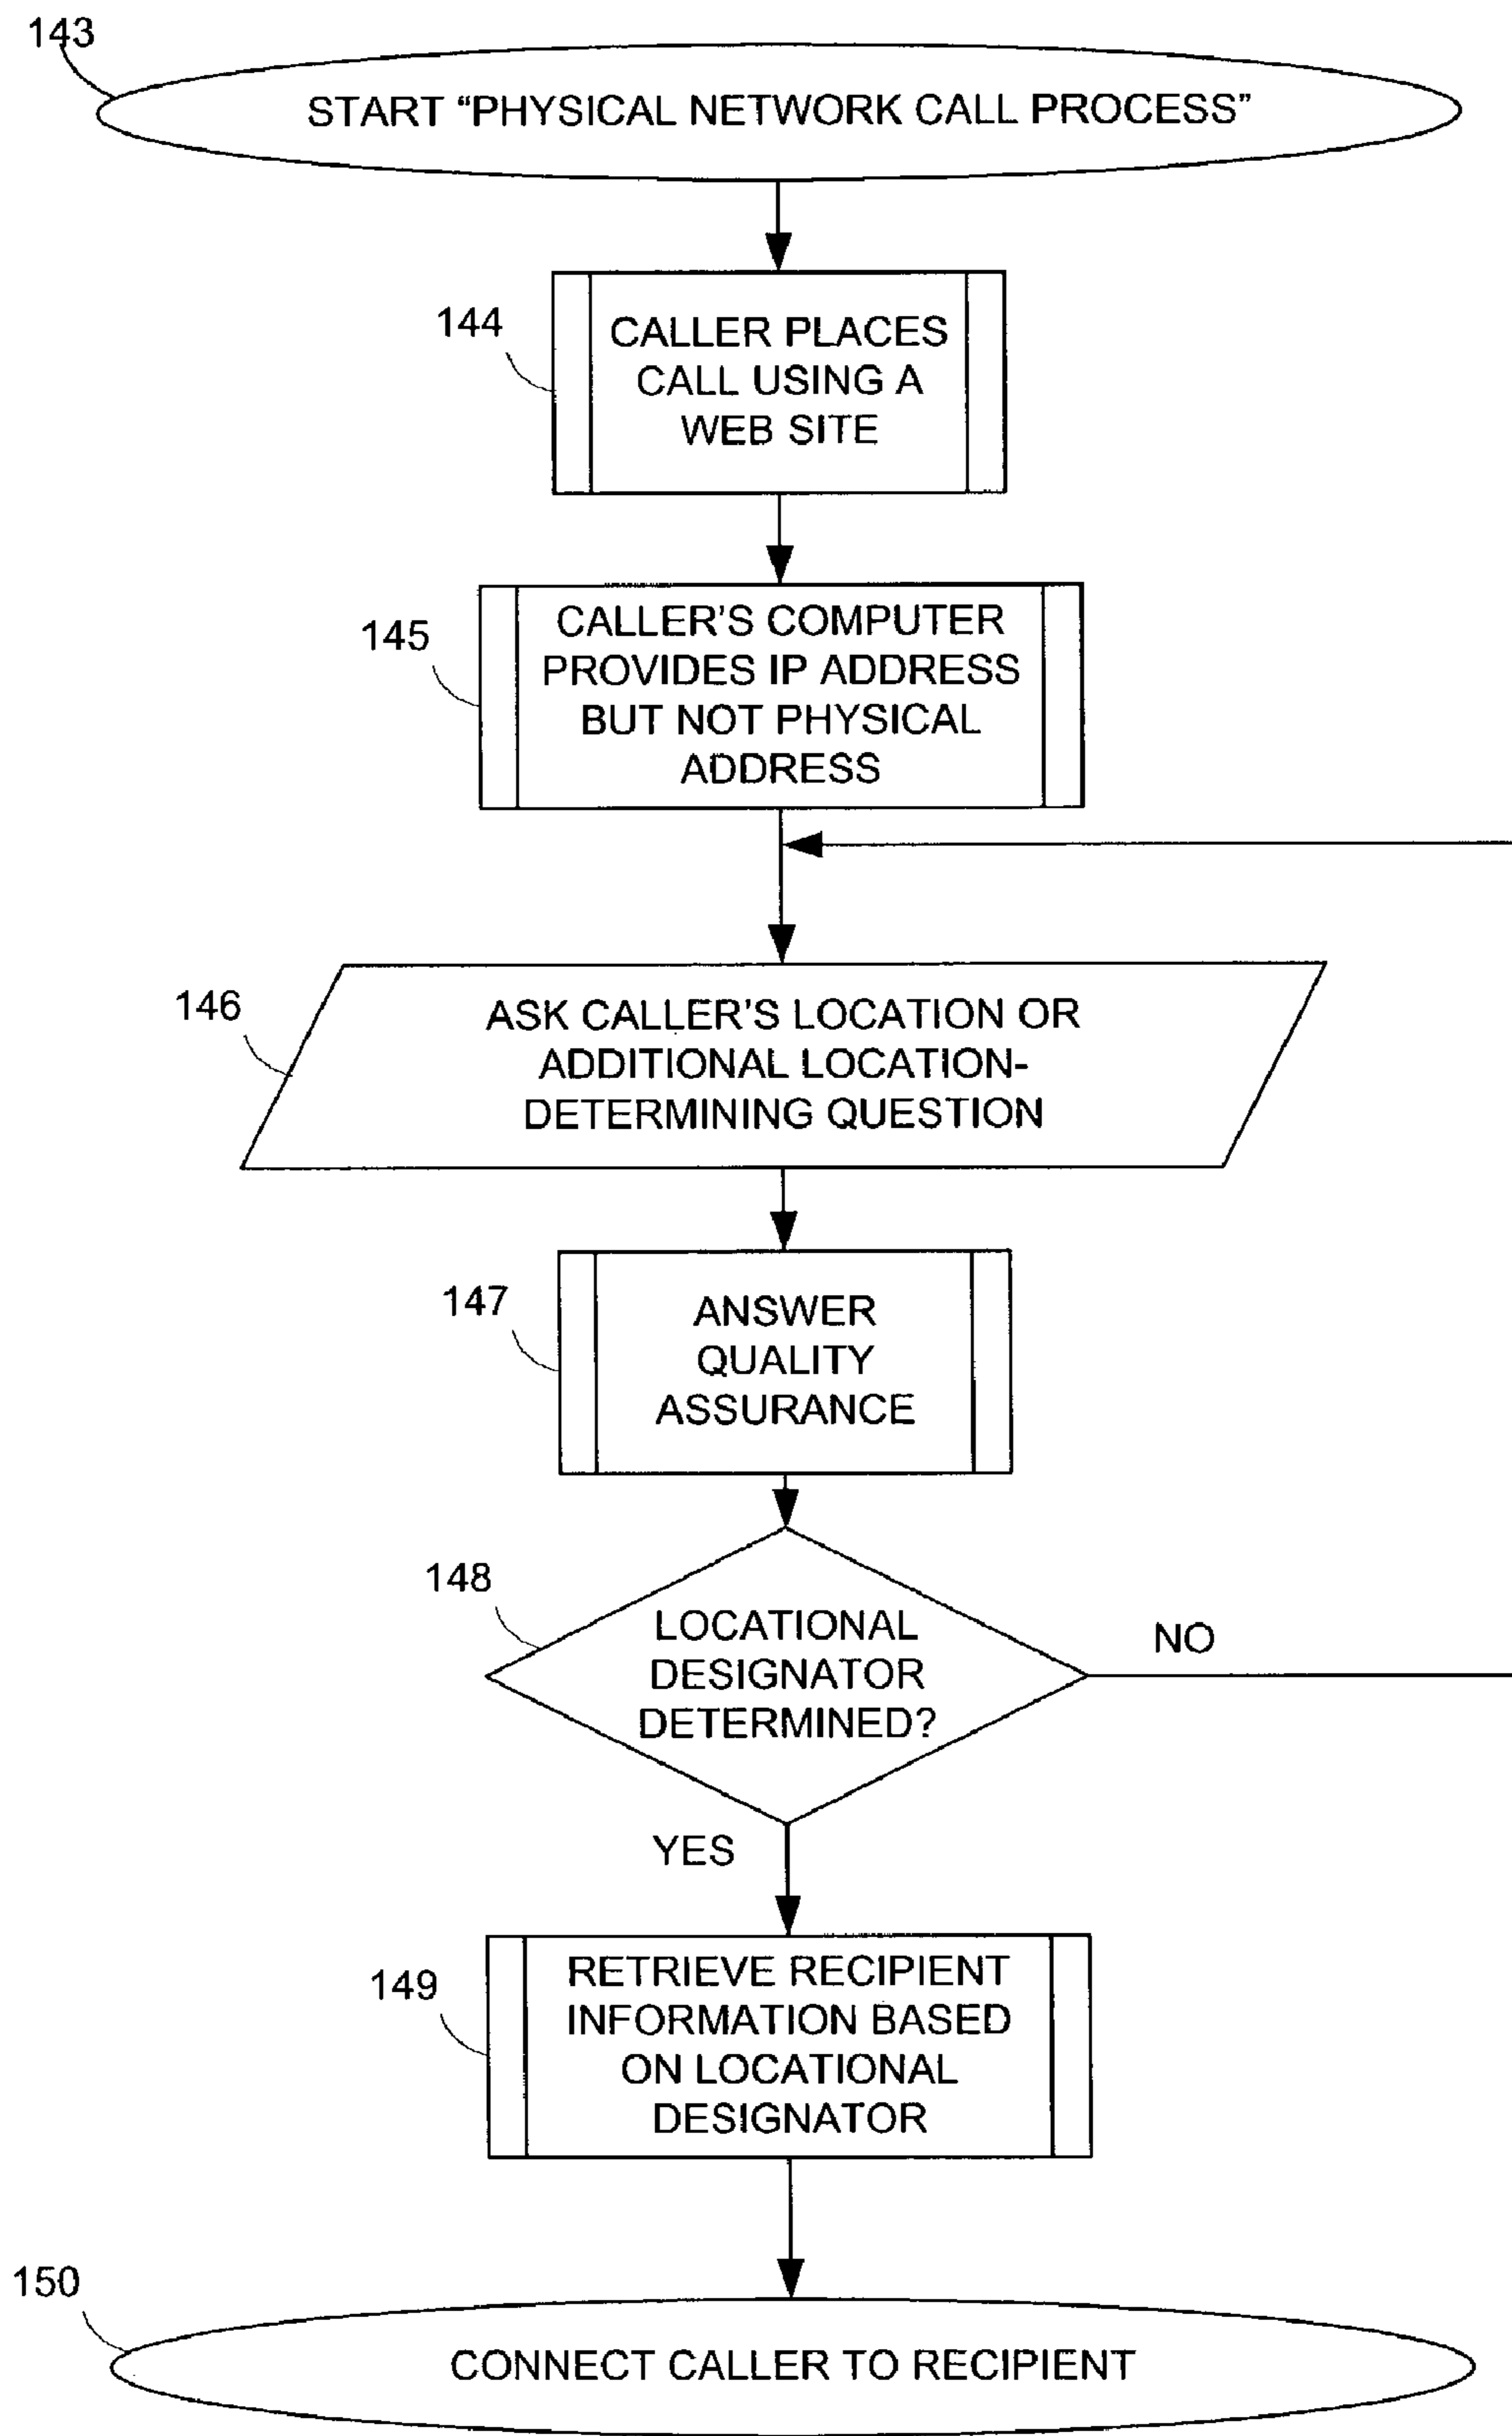 143
START “PHYSICAL NETWORK CALL PROCESS”
144
CALLER PLACES
CALL USING A
WEB SITE
145
CALLER'S COMPUTER
PROVIDES IP ADDRESS
BUT NOT PHYSICAL
ADDRESS
146
ASK CALLER'S LOCATION OR
ADDITIONAL LOCATION-
DETERMINING QUESTION
147
ANSWER
QUALITY
ASSURANCE
148
LOCATIONAL
DESIGNATOR
DETERMINED?
NO
YES
149
RETRIEVE RECIPIENT
INFORMATION BASED
ON LOCATIONAL
DESIGNATOR
150
CONNECT CALLER TO RECIPIENT